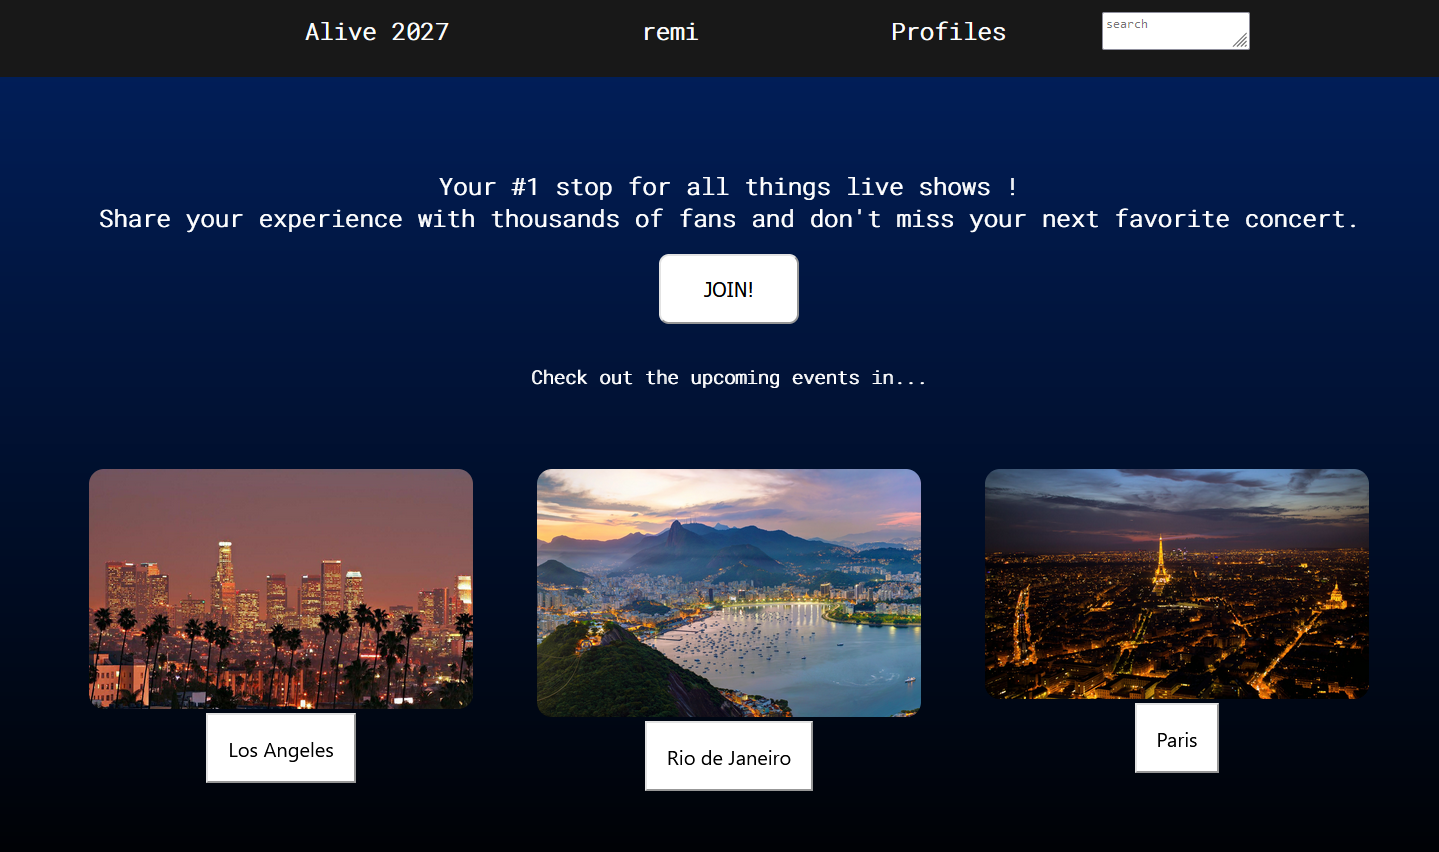 Alive 2027 remi Profiles search
Your #1 stop for all things live shows !
Share your experience with thousands of fans and don't miss your next favorite concert.
JOIN!
Check out the upcoming events in...
Los Angeles
Rio de Janeiro
Paris